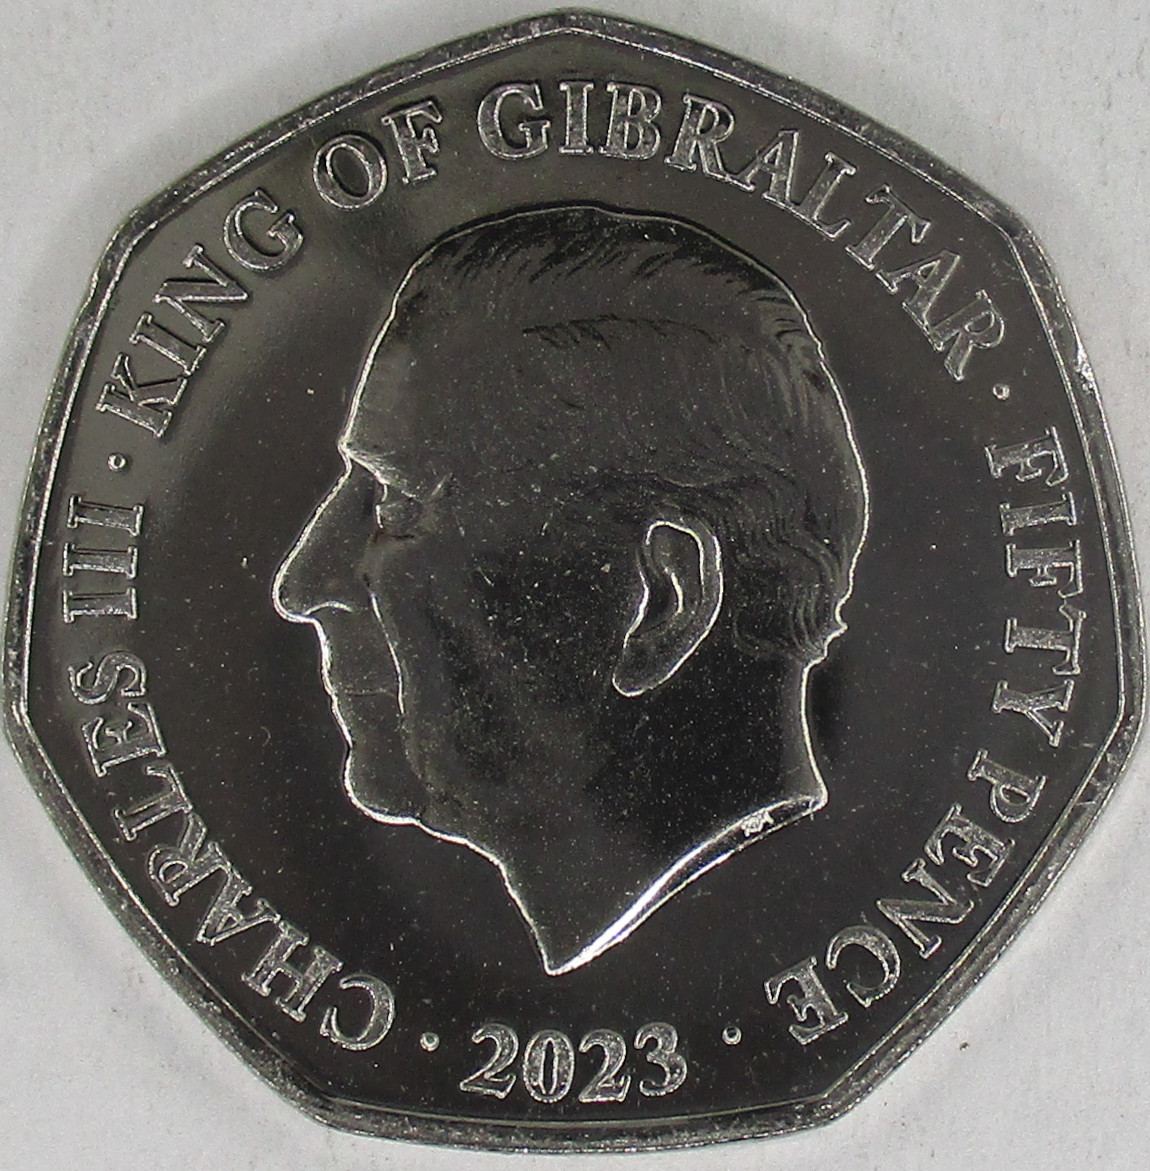 CHARLES III · KING OF GIBRALTAR · FIFTY PENCE
· 2023 ·